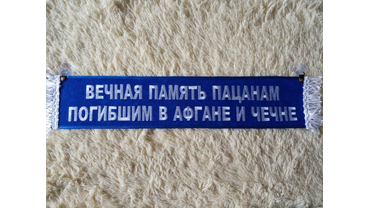 ВЕЧНАЯ ПАМЯТЬ ПАЦАНАМ
ПОГИБШИМ В АФГАНЕ И ЧЕЧНЕ